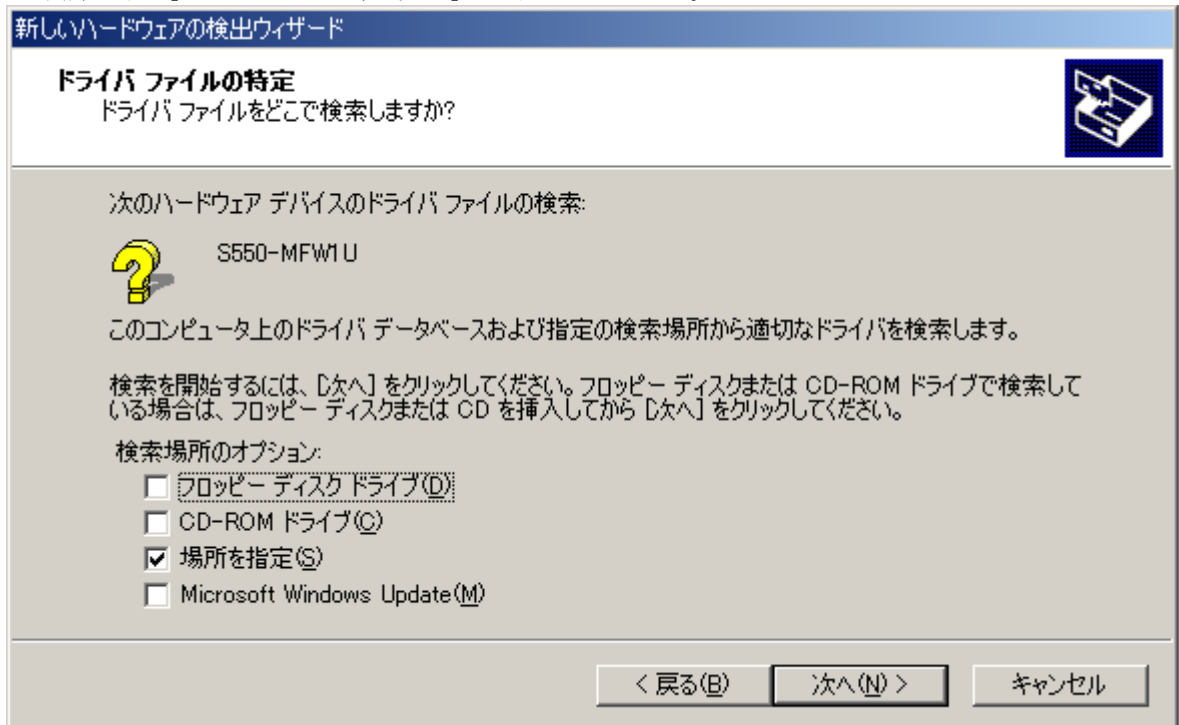 新しいハードウェアの検出ウィザード
ドライバ ファイルの特定
ドライバ ファイルをどこで検索しますか?
次のハードウェア デバイスのドライバ ファイルの検索:
S550-MFW1U
このコンピュータ上のドライバ データベースおよび指定の検索場所から適切なドライバを検索します。
検索を開始するには、[次へ] をクリックしてください。フロッピー ディスクまたは CD-ROM ドライブで検索して
いる場合は、フロッピー ディスクまたは CD を挿入してから [次へ] をクリックしてください。
検索場所のオプション:
フロッピー ディスク ドライブ(D)
CD-ROM ドライブ(C)
場所を指定(S)
Microsoft Windows Update(M)
< 戻る(B) 次へ(N) > キャンセル